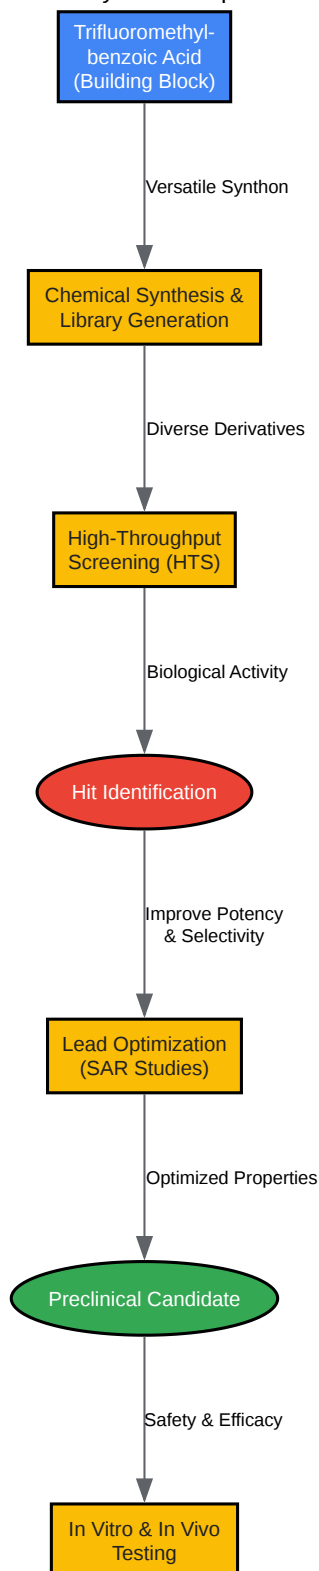 Trifluoromethyl-
benzoic Acid
(Building Block)
Versatile Synthon
Chemical Synthesis &
Library Generation
Diverse Derivatives
High-Throughput
Screening (HTS)
Biological Activity
Hit Identification
Improve Potency
& Selectivity
Lead Optimization
(SAR Studies)
Optimized Properties
Preclinical Candidate
Safety & Efficacy
In Vitro & In Vivo
Testing